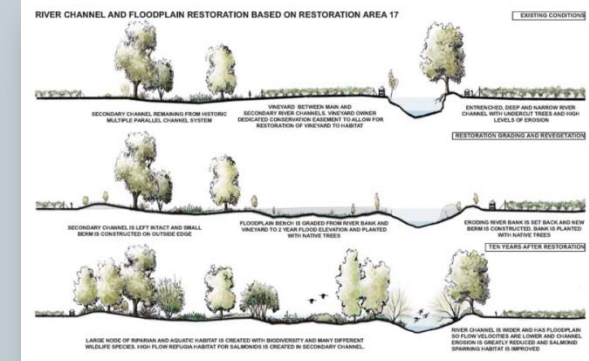 RIVER CHANNEL AND FLOODPLAIN RESTORATION BASED ON RESTORATION AREA 17
EXISTING CONDITIONS
SECONDARY CHANNEL REMAINING FROM HISTORIC
MULTIPLE PARALLEL CHANNEL SYSTEM
VINEYARD BETWEEN MAIN AND
SECONDARY RIVER CHANNELS. VINEYARD OWNER
DEDICATED CONSERVATION EASEMENT TO ALLOW FOR
RESTORATION OF VINEYARD TO HABITAT
ENTRENCHED, DEEP AND NARROW RIVER
CHANNEL WITH UNDERCUT TREES AND HIGH
LEVELS OF EROSION
RESTORATION GRADING AND REVEGETATION
SECONDARY CHANNEL IS LEFT INTACT AND SMALL
BERM IS CONSTRUCTED ON OUTSIDE EDGE
FLOODPLAIN BENCH IS GRADED FROM RIVER BANK AND
VINEYARD TO 2 YEAR FLOOD ELEVATION AND PLANTED
WITH NATIVE TREES
ERODING RIVER BANK IS SET BACK AND NEW
BERM IS CONSTRUCTED. BANK IS PLANTED
WITH NATIVE TREES
TEN YEARS AFTER RESTORATION
LARGE NODE OF RIPARIAN AND AQUATIC HABITAT IS CREATED WITH BIODIVERSITY AND MANY DIFFERENT
WILDLIFE SPECIES. HIGH FLOW REFUGIA HABITAT FOR SALMONIDS IS CREATED IN SECONDARY CHANNEL.
RIVER CHANNEL IS WIDER AND HAS FLOODPLAIN
SO FLOW VELOCITIES ARE LOWER AND CHANNEL
EROSION IS GREATLY REDUCED AND SALMONID
SPAWNING HABITAT IS IMPROVED